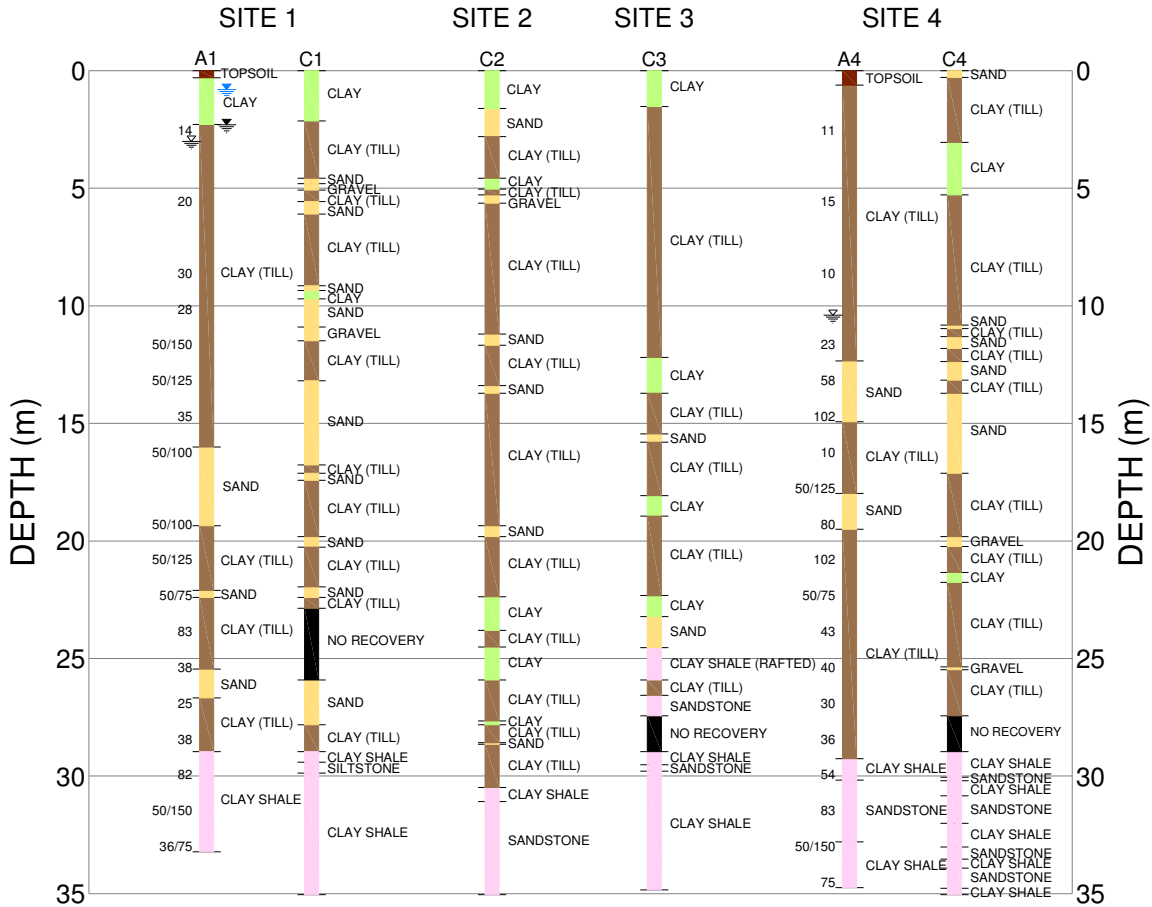 SITE 1 SITE 2 SITE 3 SITE 4
A1 C1 C2 C3 A4 C4
DEPTH (m)
0
5
10
15
20
25
30
35
A1
TOPSOIL
CLAY
CLAY (TILL)
SAND
CLAY (TILL)
SAND
CLAY (TILL)
SAND
CLAY (TILL)
CLAY SHALE
14
20
30
28
50/150
50/125
35
50/100
50/100
50/125
50/75
83
38
25
38
82
50/150
36/75
CLAY
CLAY (TILL)
SAND
GRAVEL
CLAY (TILL)
SAND
CLAY (TILL)
SAND
CLAY
SAND
GRAVEL
CLAY (TILL)
SAND
CLAY (TILL)
SAND
CLAY (TILL)
SAND
CLAY (TILL)
SAND
CLAY (TILL)
NO RECOVERY
SAND
CLAY (TILL)
CLAY SHALE
SILTSTONE
CLAY SHALE
CLAY
SAND
CLAY (TILL)
CLAY
CLAY (TILL)
GRAVEL
CLAY (TILL)
SAND
CLAY (TILL)
SAND
CLAY (TILL)
SAND
CLAY (TILL)
CLAY
CLAY (TILL)
CLAY
CLAY (TILL)
CLAY
CLAY (TILL)
SAND
CLAY (TILL)
CLAY SHALE
SANDSTONE
CLAY
CLAY (TILL)
CLAY
CLAY (TILL)
SAND
CLAY (TILL)
CLAY
CLAY (TILL)
CLAY
SAND
CLAY SHALE (RAFTED)
CLAY (TILL)
SANDSTONE
NO RECOVERY
CLAY SHALE
SANDSTONE
CLAY SHALE
11
15
10
23
58
102
10
50/125
80
102
50/75
43
40
30
36
54
83
50/150
75
TOPSOIL
CLAY (TILL)
SAND
CLAY (TILL)
SAND
CLAY (TILL)
CLAY SHALE
SANDSTONE
CLAY SHALE
SAND
CLAY (TILL)
CLAY
CLAY (TILL)
SAND
CLAY (TILL)
SAND
CLAY (TILL)
SAND
CLAY (TILL)
SAND
CLAY (TILL)
GRAVEL
CLAY (TILL)
CLAY
CLAY (TILL)
GRAVEL
CLAY (TILL)
NO RECOVERY
CLAY SHALE
SANDSTONE
CLAY SHALE
SANDSTONE
CLAY SHALE
SANDSTONE
CLAY SHALE
SANDSTONE
CLAY SHALE
0
5
10
15
20
25
30
35
DEPTH (m)